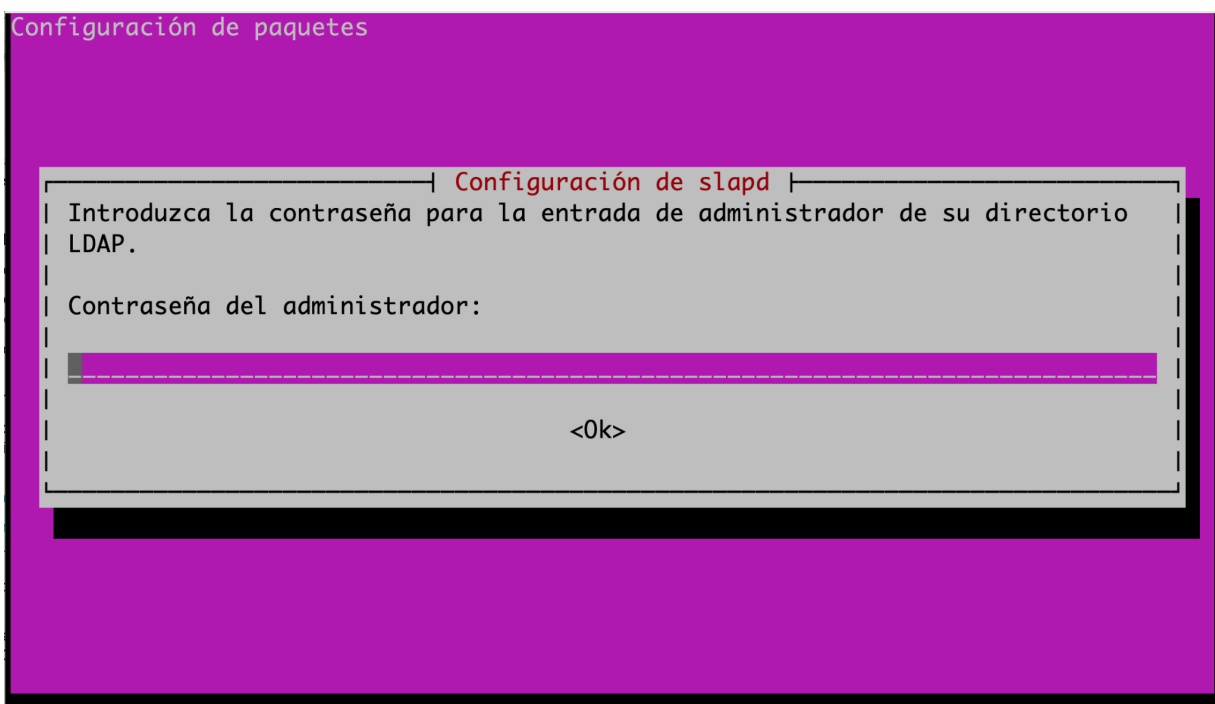 Configuración de paquetes
Configuración de slapd
Introduzca la contraseña para la entrada de administrador de su directorio
LDAP.
Contraseña del administrador:
<Ok>